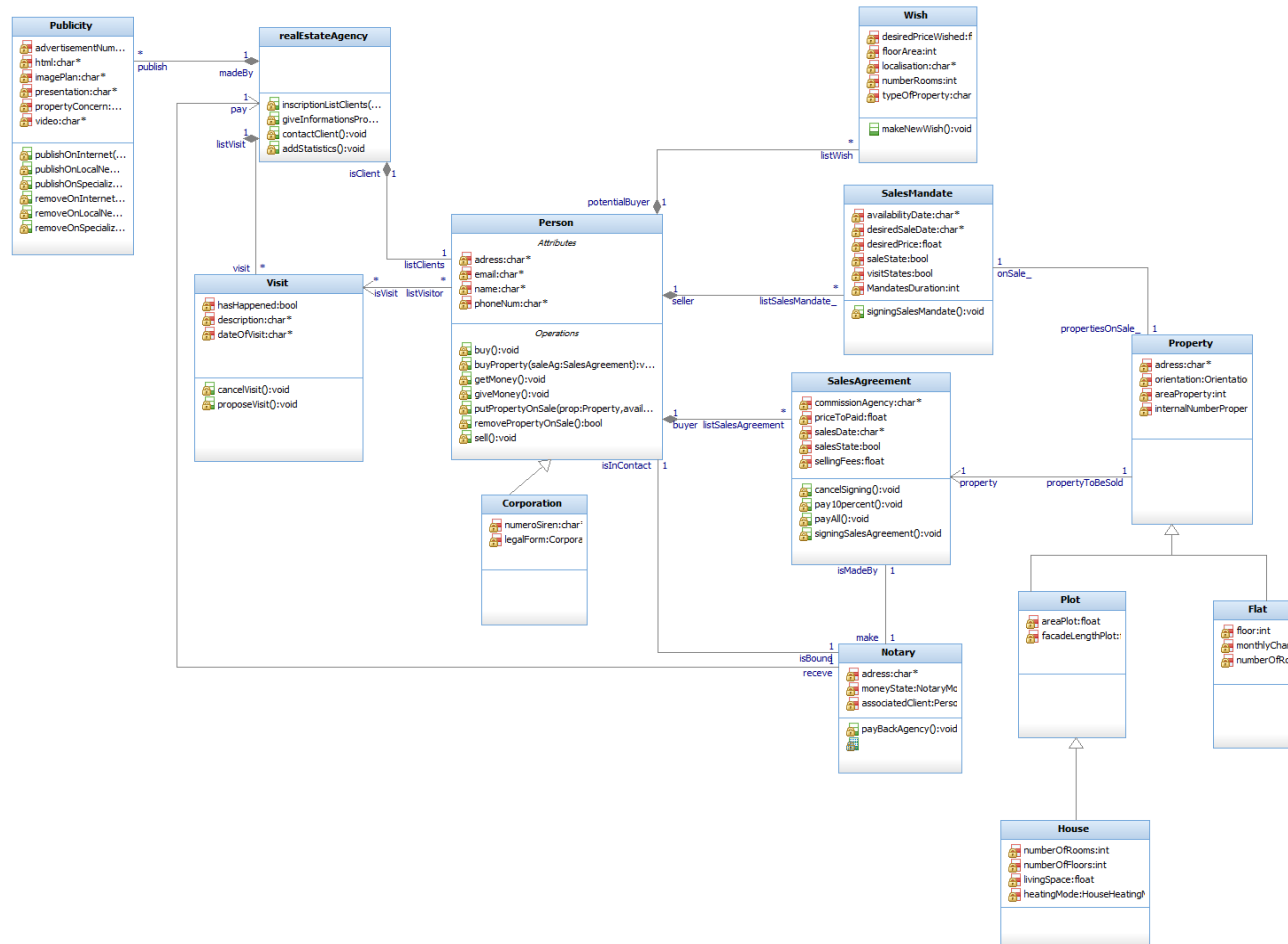 Publicity
advertisementNum...
html:char*
imagePlan:char*
presentation:char*
propertyConcern:...
video:char*
publishOnInternet(...
publishOnLocalNe...
publishOnSpecializ...
removeOnInternet...
removeOnLocalNe...
removeOnSpecializ...
*
publish
1
madeBy
realEstateAgency
inscriptionListClients(...
giveInformationsPro...
contactClient():void
addStatistics():void
1
pay
1
listVisit
isClient
1
Wish
desiredPriceWished:f
floorArea:int
localisation:char*
numberRooms:int
typeOfProperty:char
makeNewWish():void
*
listWish
potentialBuyer
1
Person
Attributes
adress:char*
email:char*
name:char*
phoneNum:char*
Operations
buy():void
buyProperty(saleAg:SalesAgreement):v...
getMoney():void
giveMoney():void
putPropertyOnSale(prop:Property,avail...
removePropertyOnSale():bool
sell():void
1
listClients
visit
*
*
isVisit
*
listVisitor
Visit
hasHappened:bool
description:char*
dateOfVisit:char*
cancelVisit():void
proposeVisit():void
SalesMandate
availabilityDate:char*
desiredSaleDate:char*
desiredPrice:float
saleState:bool
visitStates:bool
MandatesDuration:int
signingSalesMandate():void
1
seller
*
listSalesMandate_
1
onSale_
propertiesOnSale_
1
Property
adress:char*
orientation:Orientatio
areaProperty:int
internalNumberProper
SalesAgreement
commissionAgency:char*
priceToPaid:float
salesDate:char*
salesState:bool
sellingFees:float
cancelSigning():void
pay10percent():void
payAll():void
signingSalesAgreement():void
1
buyer
*
listSalesAgreement
1
property
1
propertyToBeSold
isInContact
1
Corporation
numeroSiren:char*
legalForm:Corpora
isMadeBy
1
make
1
1
isBound
1
receve
Notary
adress:char*
moneyState:NotaryMo
associatedClient:Perso
payBackAgency():void
Plot
areaPlot:float
facadeLengthPlot:f
Flat
floor:int
monthlyChar
numberOfRo
House
numberOfRooms:int
numberOfFloors:int
livingSpace:float
heatingMode:HouseHeatingM